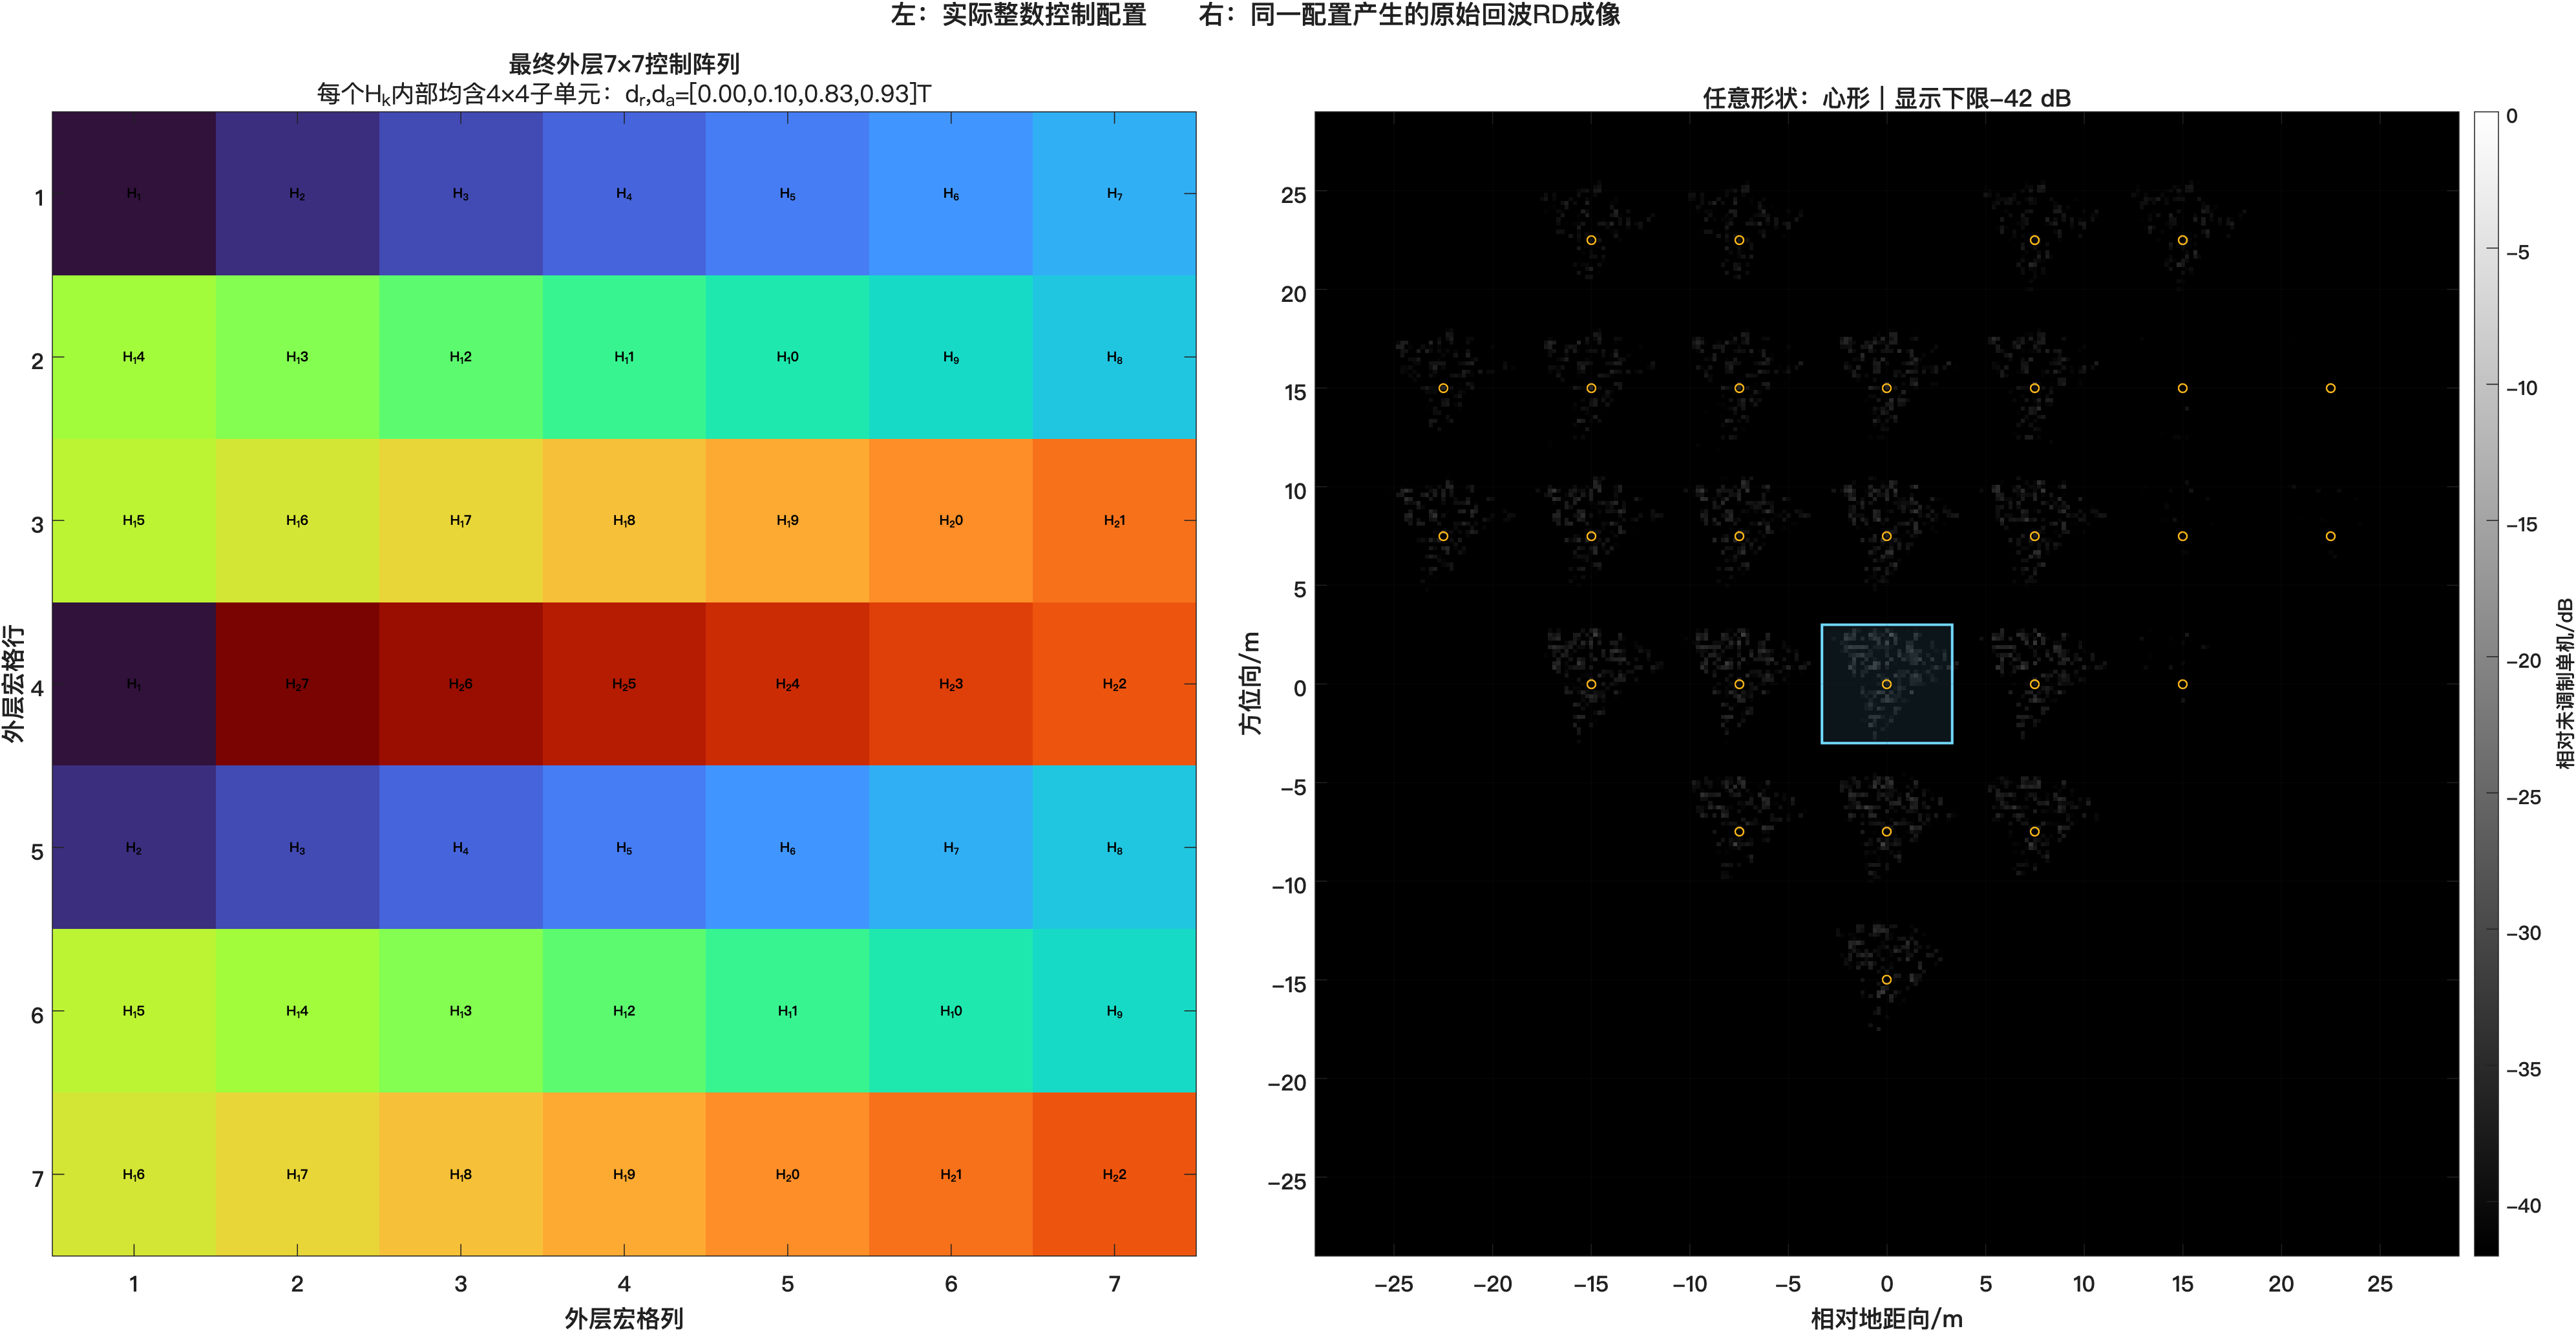 左：实际整数控制配置 右：同一配置产生的原始回波RD成像
最终外层7×7控制阵列
每个Hₖ内部均含4×4子单元：dᵣ,dₐ=[0.00,0.10,0.83,0.93]T
外层宏格行
1 H₁ H₂ H₃ H₄ H₅ H₆ H₇
2 H₁4 H₁3 H₁2 H₁1 H₁0 H₉ H₈
3 H₁5 H₁6 H₁7 H₁8 H₁9 H₂0 H₂1
4 H₁ H₂7 H₂6 H₂5 H₂4 H₂3 H₂2
5 H₂ H₃ H₄ H₅ H₆ H₇ H₈
6 H₁5 H₁4 H₁3 H₁2 H₁1 H₁0 H₉
7 H₁6 H₁7 H₁8 H₁9 H₂0 H₂1 H₂2
1 2 3 4 5 6 7
外层宏格列
任意形状：心形｜显示下限-42 dB
方位向/m
25
20
15
10
5
0
-5
-10
-15
-20
-25
-25 -20 -15 -10 -5 0 5 10 15 20 25
相对地距向/m
0
-5
-10
-15
-20
-25
-30
-35
-40
相对未调制单机/dB